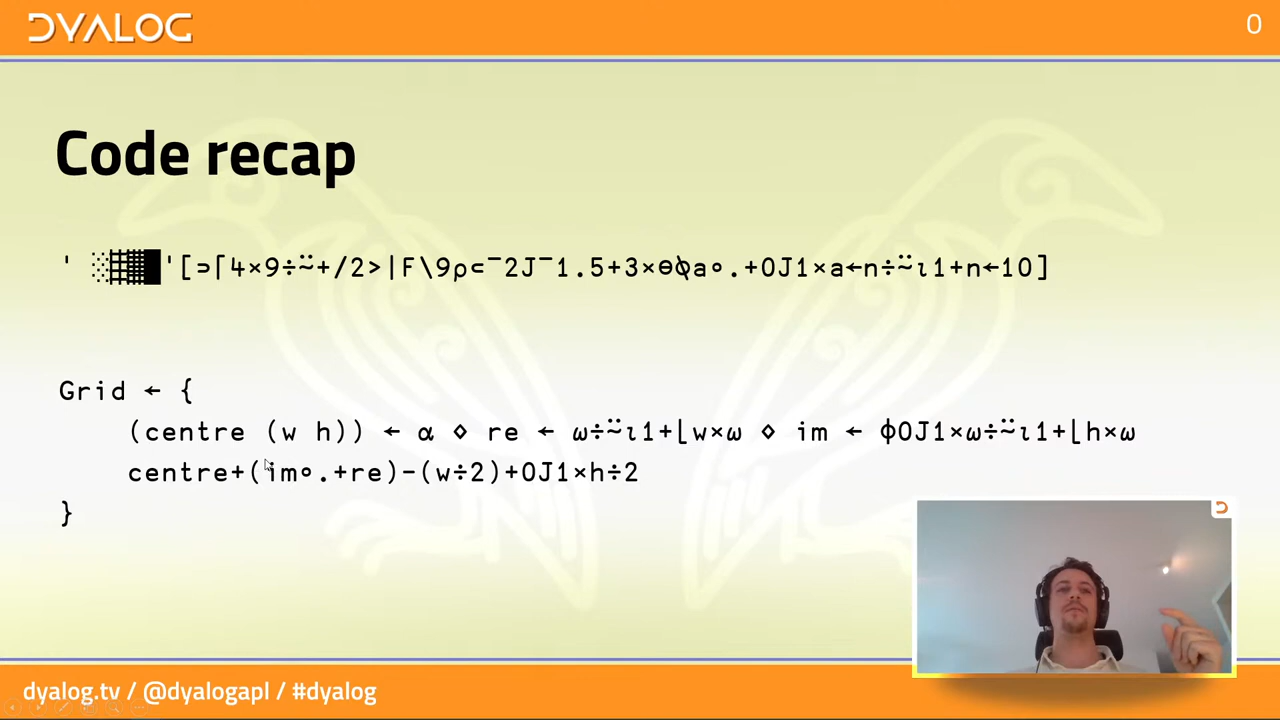 DYALOG
0
Code recap
' ░▒▓█'[⊃⌈4×9÷⍨+/2>|F\9⍴⊂¯2J¯1.5+3×⊖⍉a∘.+0J1×a←n÷⍨⍳1+n←10]
Grid ← {
(centre (w h)) ← ⍺ ⋄ re ← ⍵÷⍨⍳1+⌊w×⍵ ⋄ im ← ⌽0J1×⍵÷⍨⍳1+⌊h×⍵
centre+(im∘.+re)-(w÷2)+0J1×h÷2
}
dyalog.tv / @dyalogapl / #dyalog